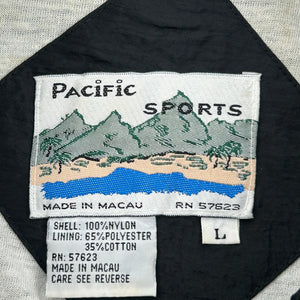 PACIFIC
SPORTS
MADE IN MACAU RN 57623
SHELL: 100%NYLON
LINING: 65%POLYESTER
35%COTTON
RN: 57623
MADE IN MACAU
CARE SEE REVERSE
L